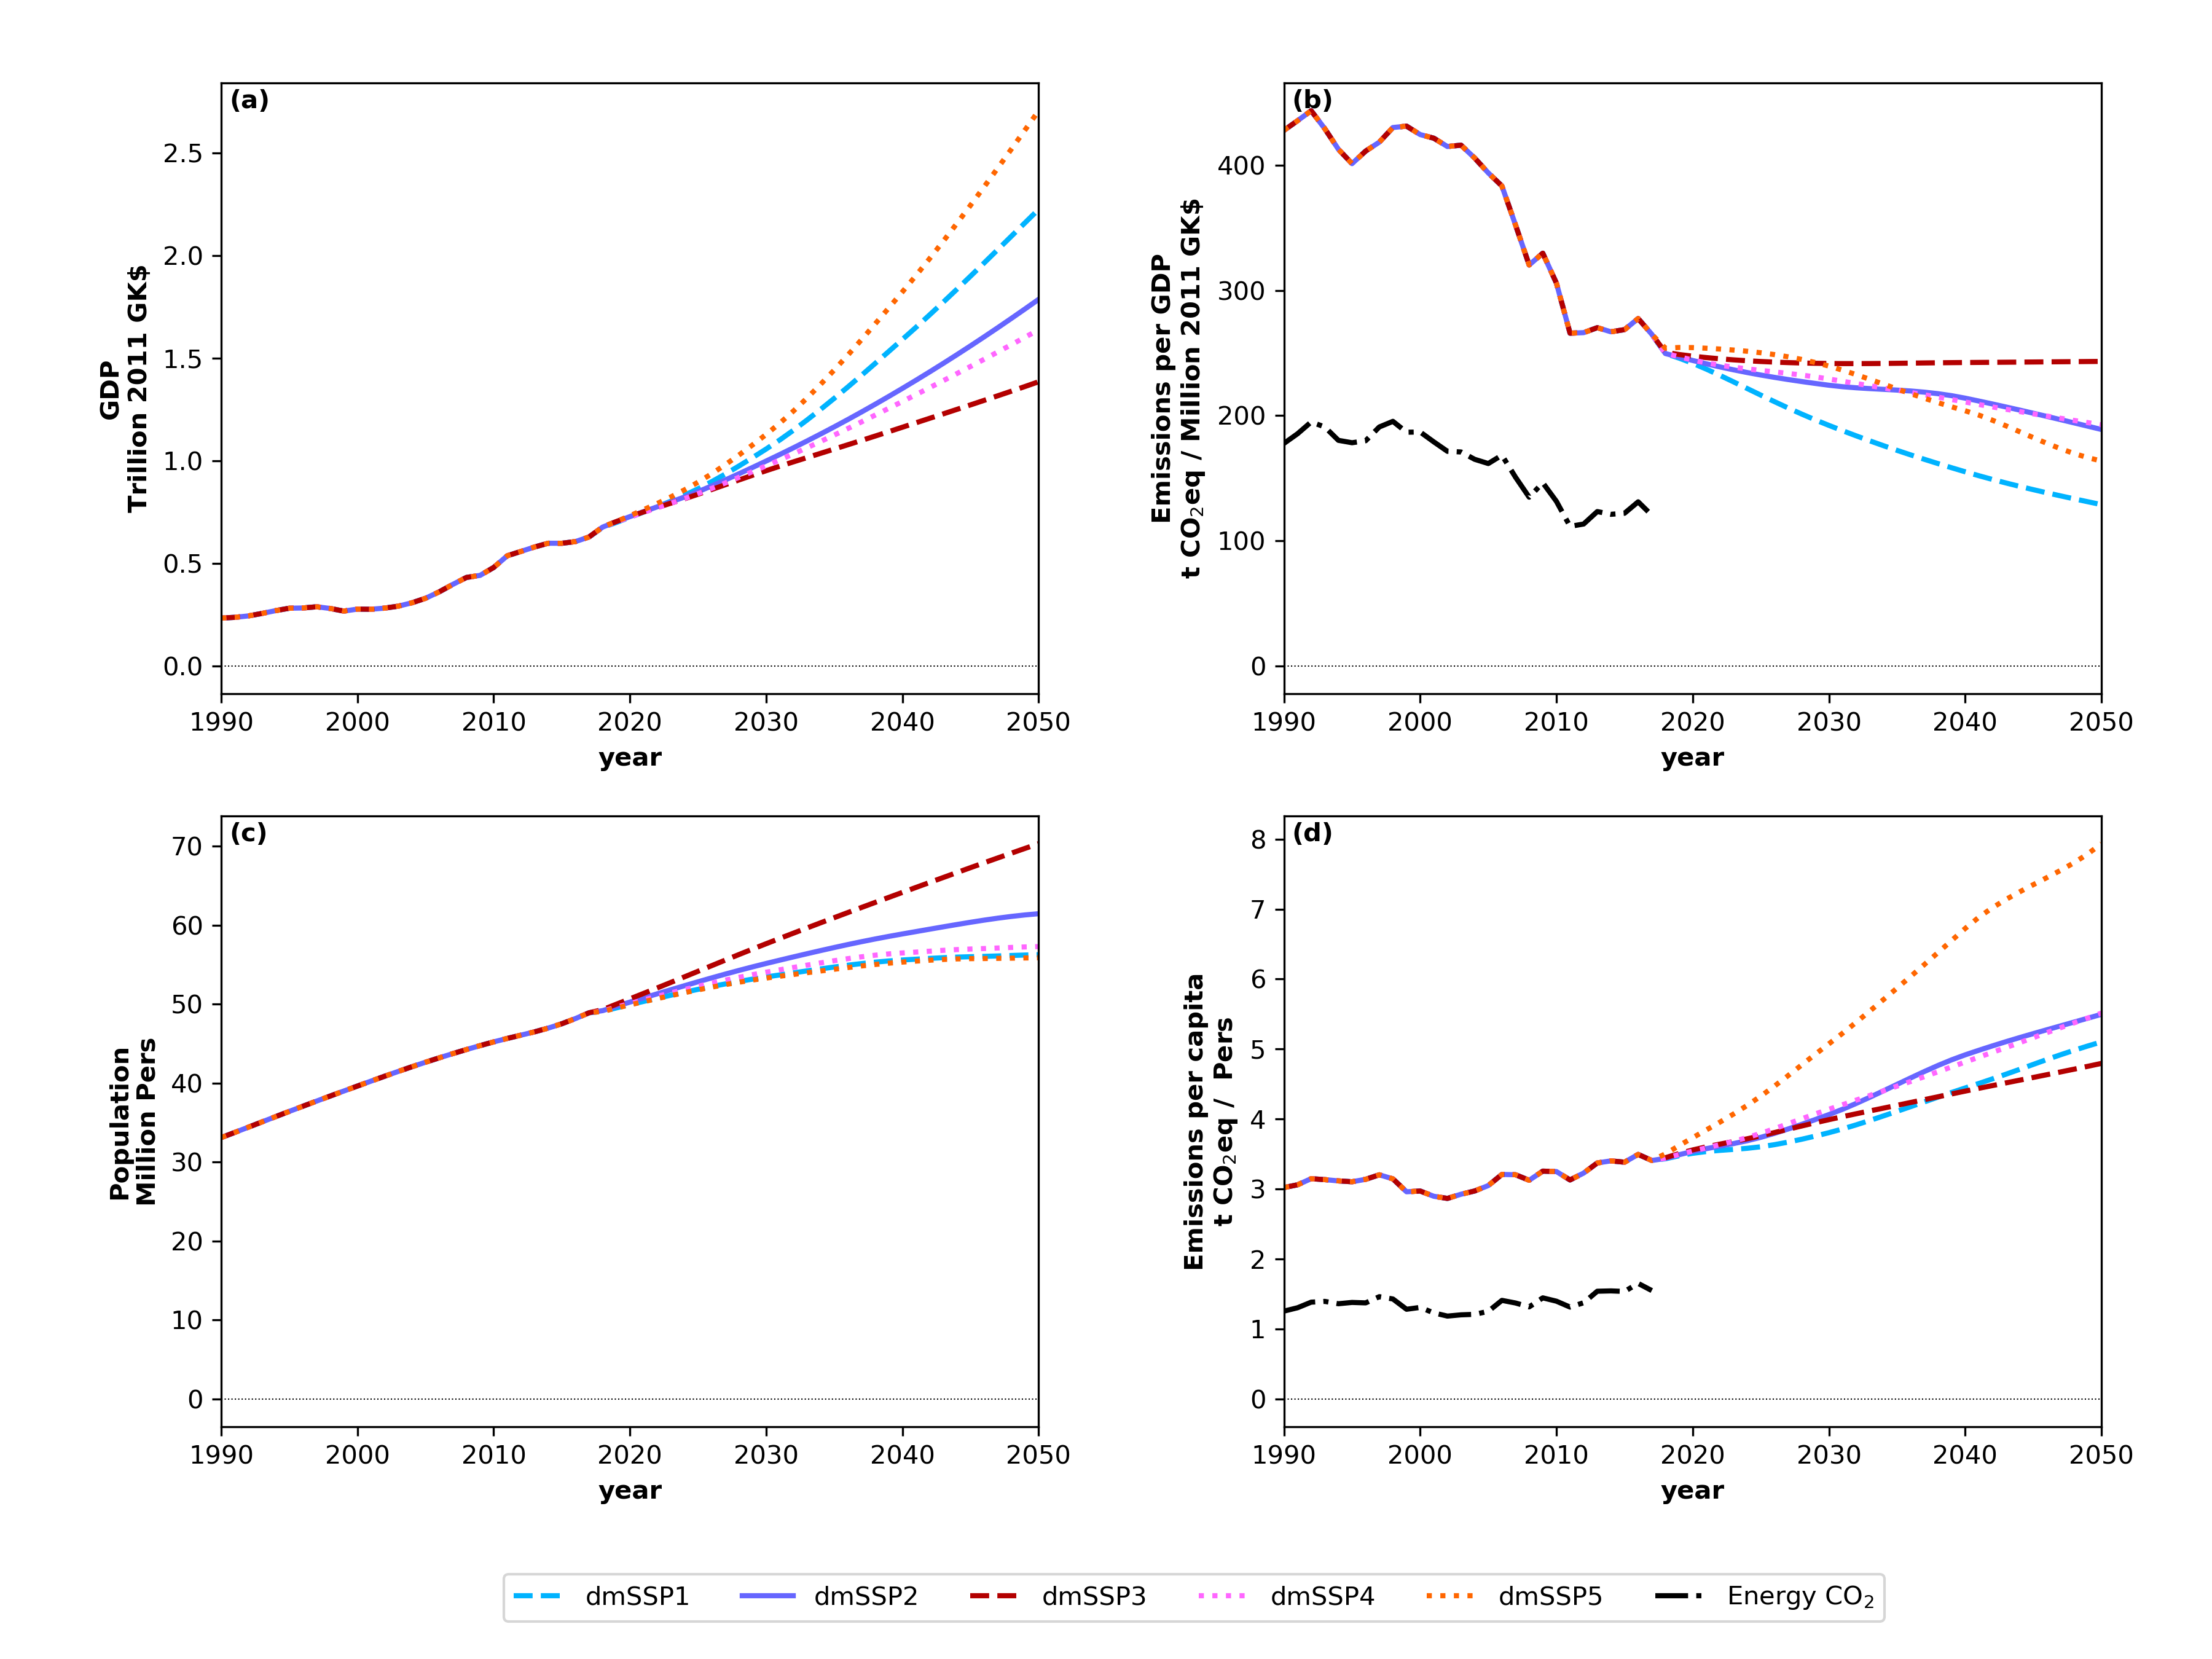 (a)
GDP
Trillion 2011 GK$
2.5
2.0
1.5
1.0
0.5
0.0
1990 2000 2010 2020 2030 2040 2050
year
(b)
Emissions per GDP
t CO₂eq / Million 2011 GK$
400
300
200
100
0
1990 2000 2010 2020 2030 2040 2050
year
(c)
Population
Million Pers
70
60
50
40
30
20
10
0
1990 2000 2010 2020 2030 2040 2050
year
(d)
Emissions per capita
t CO₂eq / Pers
8
7
6
5
4
3
2
1
0
1990 2000 2010 2020 2030 2040 2050
year
dmSSP1 dmSSP2 dmSSP3 dmSSP4 dmSSP5 Energy CO₂